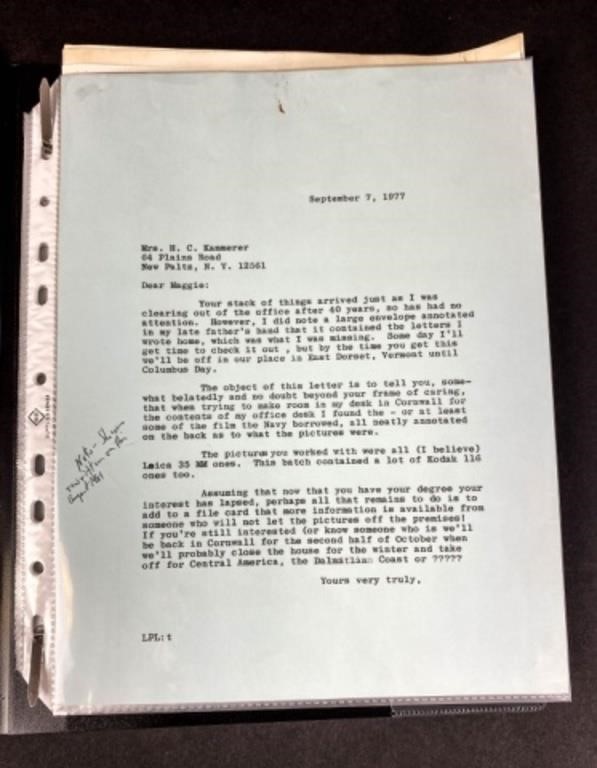 September 7, 1977
Mrs. H. C. Kammerer
64 Plains Road
New Paltz, N. Y. 12561
Dear Maggie:
Your stack of things arrived just as I was
clearing out of the office after 40 years, so has had no
attention. However, I did note a large envelope annotated
in my late father's hand that it contained the letters I
wrote home, which was what I was missing. Some day I'll
get time to check it out , but by the time you get this
we'll be off in our place in East Dorset, Vermont until
Columbus Day.
The object of this letter is to tell you, some-
what belatedly and no doubt beyond your frame of caring,
that when trying to make room in my desk in Cornwall for
the contents of my office desk I found the - or at least
some of the film the Navy borrowed, all neatly annotated
on the back as to what the pictures were.
The pictures you worked with were all (I believe)
Leica 35 MM ones. This batch contained a lot of Kodak 116
ones too.
Assuming that now that you have your degree your
interest has lapsed, perhaps all that remains to do is to
add to a file card that more information is available from
someone who will not let the pictures off the premises!
If you're still interested (or know someone who is we'll
be back in Cornwall for the second half of October when
we'll probably close the house for the winter and take
off for Central America, the Dalmatian Coast or ?????
Yours very truly,
LPL:t